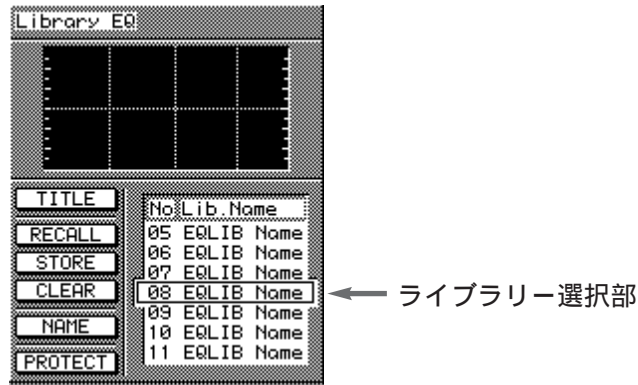 Library EQ
TITLE
RECALL
STORE
CLEAR
NAME
PROTECT
No Lib.Name
05 EQLIB Name
06 EQLIB Name
07 EQLIB Name
08 EQLIB Name
09 EQLIB Name
10 EQLIB Name
11 EQLIB Name
ライブラリー選択部